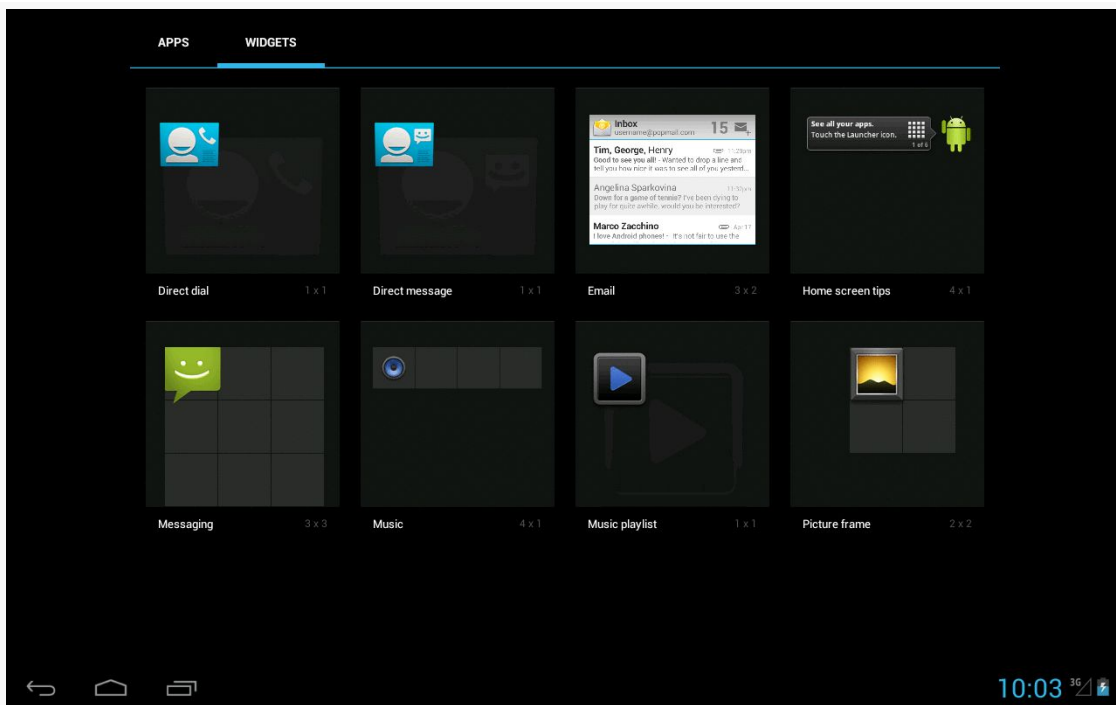 APPS WIDGETS
Inbox
username@popmail.com
15
Tim, George, Henry 11:23pm
Good to see you all! - Wanted to drop a line and
tell you how nice it was to see all of you yesterd...
Angelina Sparkovina
Down for a game of tennis? I've been dying to
play for quite awhile, would you be interested?
Marco Zacchino Apr 17
I love Android phones! - It's not fair to use the
See all your apps.
Touch the Launcher icon.
1 of 6
Direct dial 1 x 1
Direct message 1 x 1
Email 3 x 2
Home screen tips 4 x 1
Messaging 3 x 3
Music 4 x 1
Music playlist 1 x 1
Picture frame 2 x 2
10:03 3G